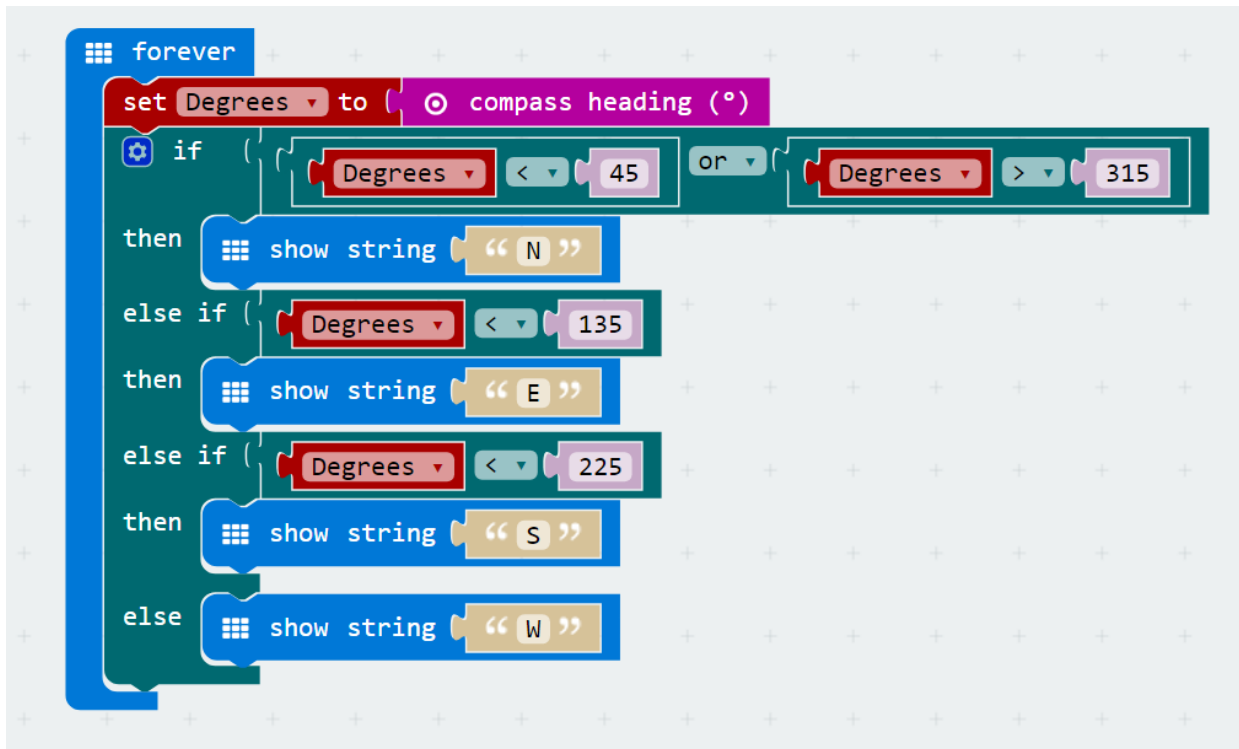 forever
set Degrees to compass heading (°)
if Degrees < 45 or Degrees > 315
then show string “ N ”
else if Degrees < 135
then show string “ E ”
else if Degrees < 225
then show string “ S ”
else show string “ W ”